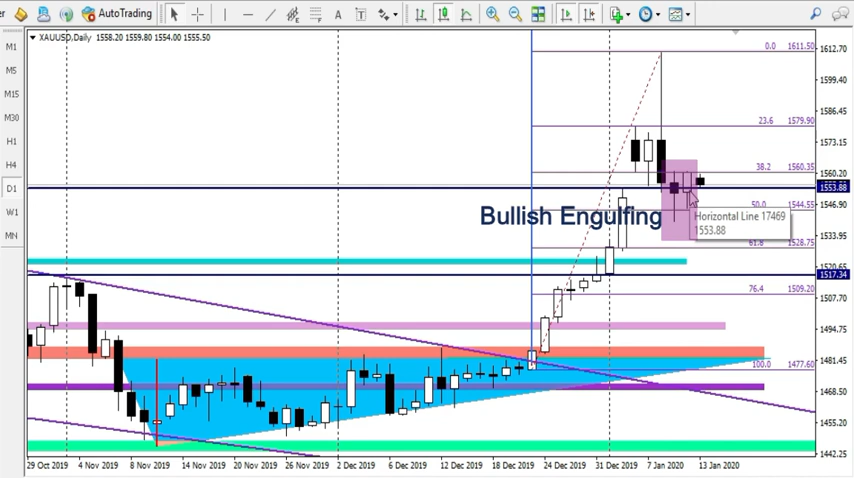 AutoTrading
A
T
M1
M5
M15
M30
H1
H4
D1
W1
MN
XAUUSD,Daily 1558.20 1559.80 1554.00 1555.50
0.0 1611.50
23.6 1579.90
38.2 1560.35
50.0 1544.55
61.8 1528.75
76.4 1509.20
100.0 1477.60
Bullish Engulfing
Horizontal Line 17469
1553.88
1612.70
1599.40
1586.45
1573.15
1560.20
1553.88
1546.90
1533.95
1520.65
1517.34
1507.70
1494.75
1481.45
1468.50
1455.20
1442.25
29 Oct 2019
4 Nov 2019
8 Nov 2019
14 Nov 2019
20 Nov 2019
26 Nov 2019
2 Dec 2019
6 Dec 2019
12 Dec 2019
18 Dec 2019
24 Dec 2019
31 Dec 2019
7 Jan 2020
13 Jan 2020